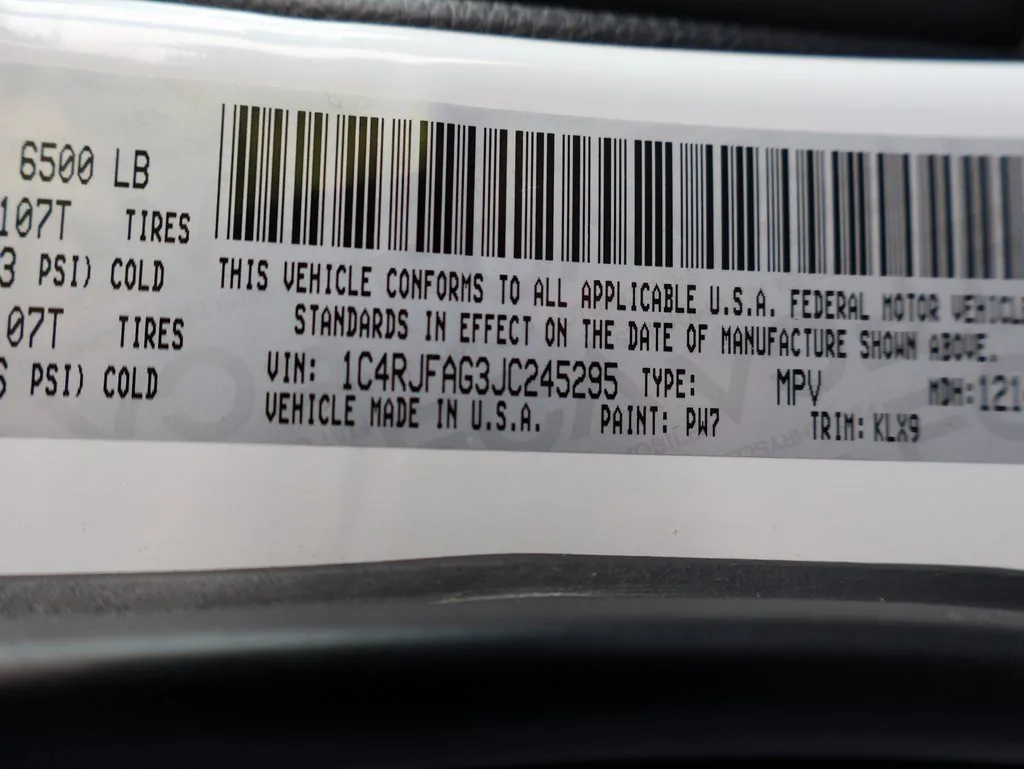 6500 LB
107T TIRES
3 PSI) COLD
07T TIRES
PSI) COLD
THIS VEHICLE CONFORMS TO ALL APPLICABLE U.S.A. FEDERAL MOTOR VEHICLE
STANDARDS IN EFFECT ON THE DATE OF MANUFACTURE SHOWN ABOVE.
VIN: 1C4RJFAG3JC245295 TYPE: MPV MDH: 121
VEHICLE MADE IN U.S.A. PAINT: PW7 TRIM: KLX9